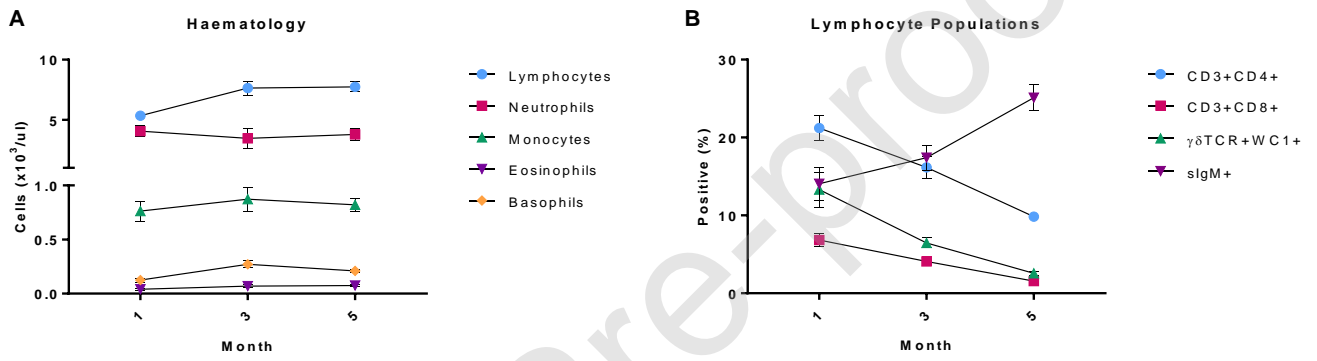 A
Haematology
Cells (x10³/ul)
10
5
1.0
0.5
0.0
1
3
5
Month
Lymphocytes
Neutrophils
Monocytes
Eosinophils
Basophils
B
Lymphocyte Populations
Positive (%)
30
20
10
0
1
3
5
Month
CD3+CD4+
CD3+CD8+
γδTCR+WC1+
sIgM+
re-proo